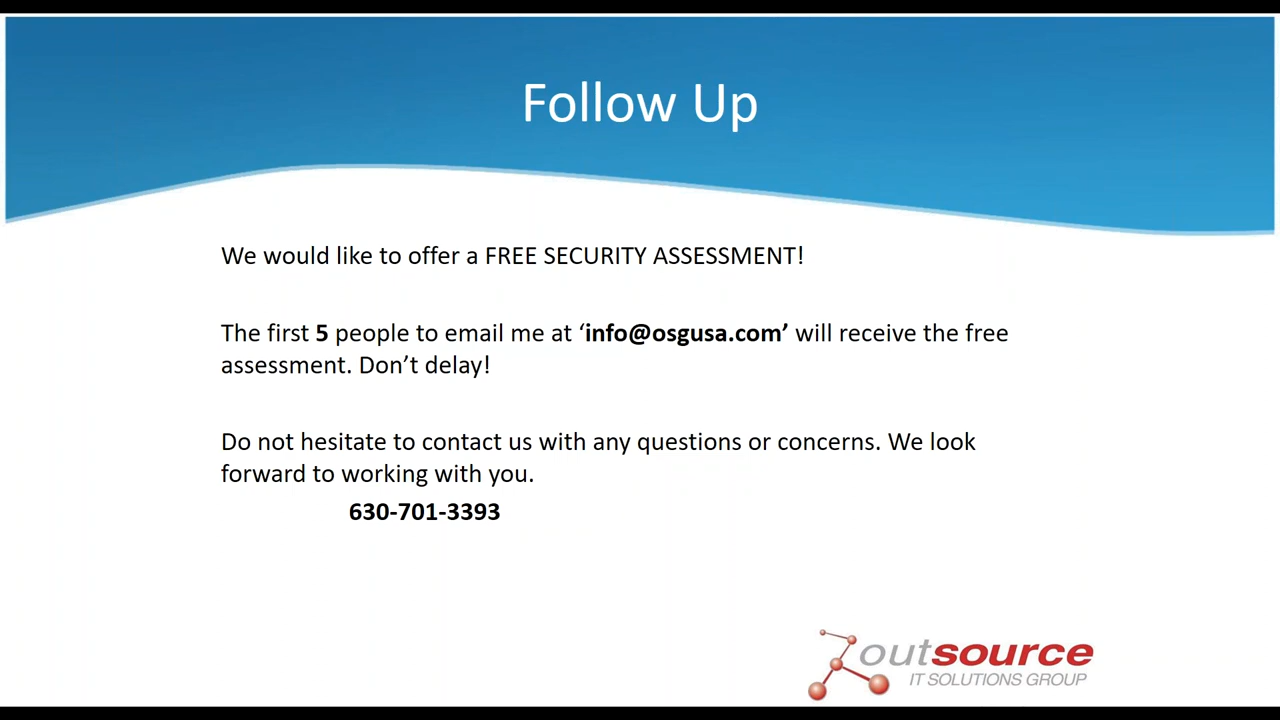 Follow Up
We would like to offer a FREE SECURITY ASSESSMENT!
The first 5 people to email me at ‘info@osgusa.com’ will receive the free
assessment. Don’t delay!
Do not hesitate to contact us with any questions or concerns. We look
forward to working with you.
630-701-3393
outsource
IT SOLUTIONS GROUP